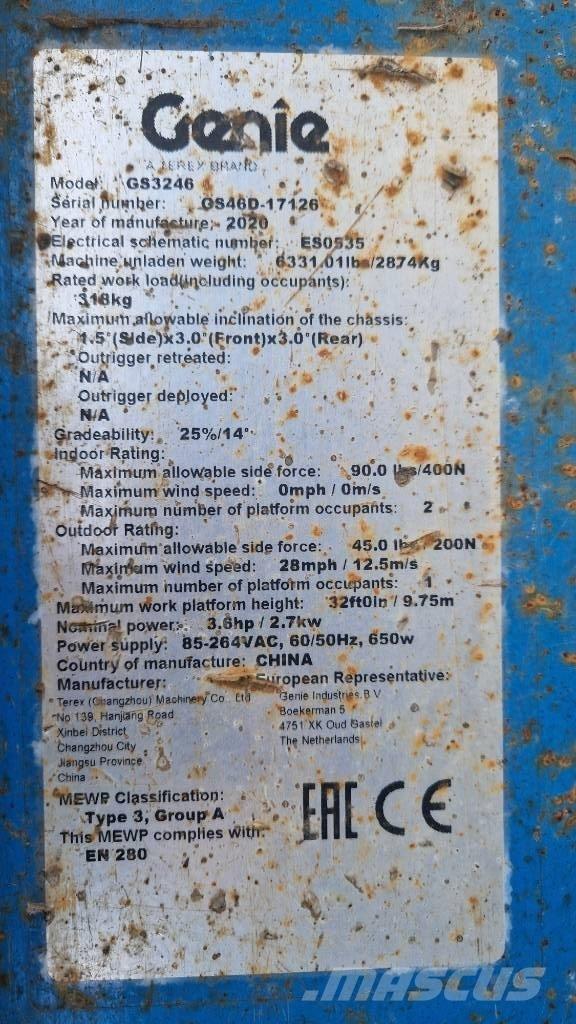 Genie
A TEREX BRAND
Model: GS3246
Serial number: GS46D-17126
Year of manufacture: 2020
Electrical schematic number: ES0535
Machine unladen weight: 6331.01lbs/2874Kg
Rated work load(including occupants):
318kg
Maximum allowable inclination of the chassis:
1.5°(Side)x3.0°(Front)x3.0°(Rear)
Outrigger retreated:
N/A
Outrigger deployed:
N/A
Gradeability: 25%/14°
Indoor Rating:
Maximum allowable side force: 90.0 lbs/400N
Maximum wind speed: 0mph / 0m/s
Maximum number of platform occupants: 2
Outdoor Rating:
Maximum allowable side force: 45.0 lbs / 200N
Maximum wind speed: 28mph / 12.5m/s
Maximum number of platform occupants: 1
Maximum work platform height: 32ft0in / 9.75m
Nominal power: 3.6hp / 2.7kw
Power supply: 85-264VAC, 60/50Hz, 650w
Country of manufacture: CHINA
Manufacturer: European Representative:
Terex (Changzhou) Machinery Co., Ltd Genie Industries B.V
No 139, Hanjiang Road Boekerman 5
Xinbei District 4751 XK Oud Gastel
Changzhou City The Netherlands
Jiangsu Province
China
MEWP Classification:
Type 3, Group A
This MEWP complies with:
EN 280
EAC CE
MASCUS